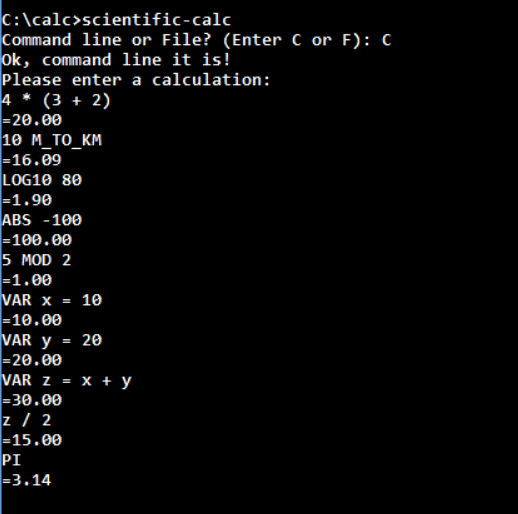 C:\calc>scientific-calc
Command line or File? (Enter C or F): C
Ok, command line it is!
Please enter a calculation:
4 * (3 + 2)
=20.00
10 M_TO_KM
=16.09
LOG10 80
=1.90
ABS -100
=100.00
5 MOD 2
=1.00
VAR x = 10
=10.00
VAR y = 20
=20.00
VAR z = x + y
=30.00
z / 2
=15.00
PI
=3.14